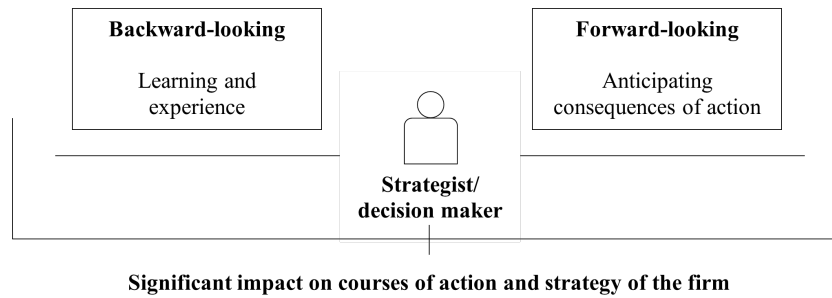 Backward-looking
Learning and
experience
Forward-looking
Anticipating
consequences of action
Strategist/
decision maker
Significant impact on courses of action and strategy of the firm